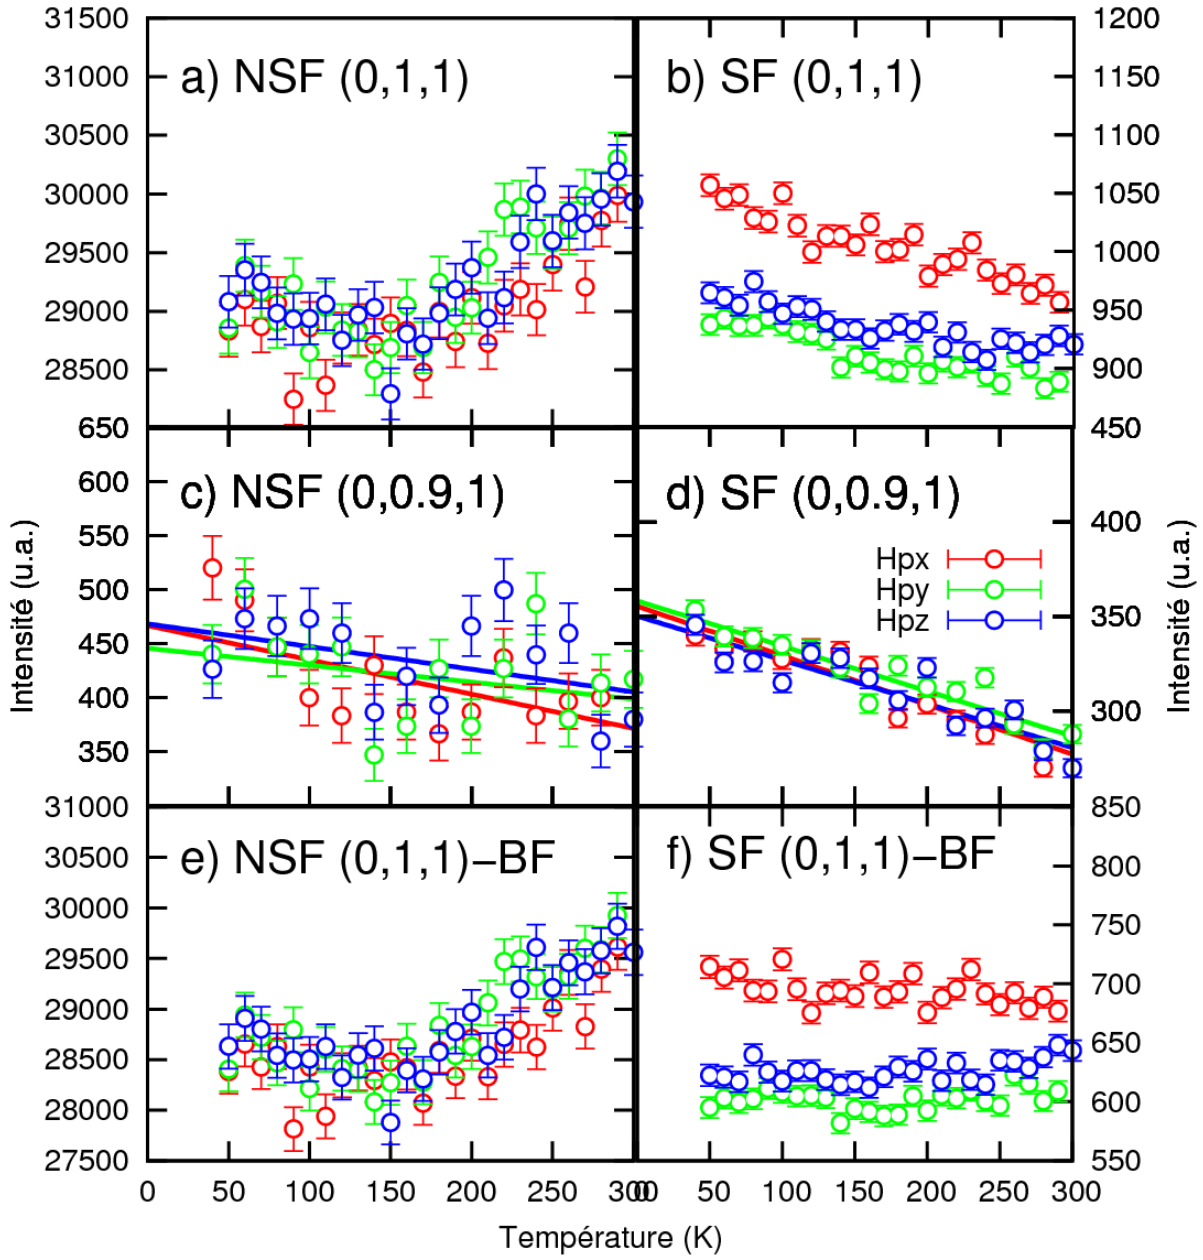 31500
31000
30500
30000
29500
29000
28500
650
600
550
500
450
400
350
31000
30500
30000
29500
29000
28500
28000
27500
a) NSF (0,1,1)
b) SF (0,1,1)
1200
1150
1100
1050
1000
950
900
450
400
350
300
850
800
750
700
650
600
550
c) NSF (0,0.9,1)
d) SF (0,0.9,1)
Hpx
Hpy
Hpz
e) NSF (0,1,1)−BF
f) SF (0,1,1)−BF
Intensité (u.a.)
Intensité (u.a.)
0 50 100 150 200 250 300
0 50 100 150 200 250 300
Température (K)